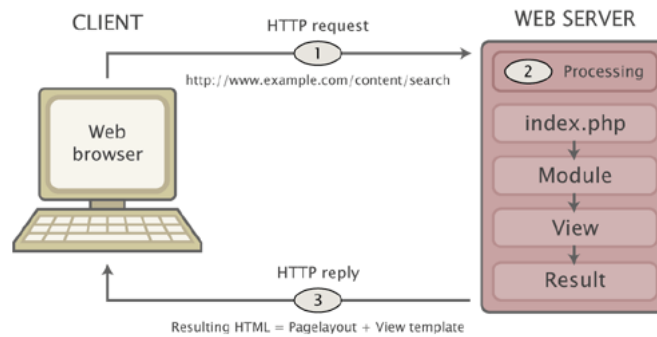 CLIENT
HTTP request
1
http://www.example.com/content/search
WEB SERVER
2 Processing
index.php
Module
View
Result
Web
browser
HTTP reply
3
Resulting HTML = Pagelayout + View template